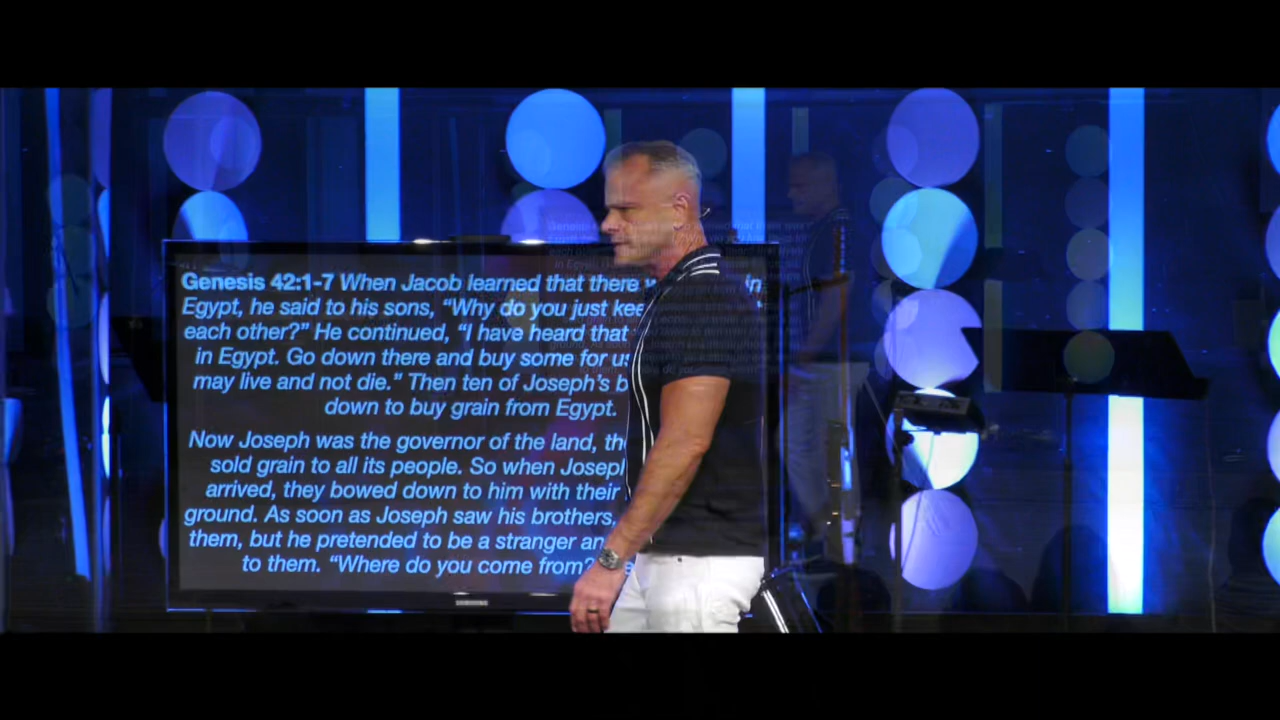 Genesis 42:1-7 When Jacob learned that there in
Egypt, he said to his sons, “Why do you just
each other?” He continued, “I have heard that
in Egypt. Go down there and buy some for us
may live and not die.” Then ten of Joseph’s
down to buy grain from Egypt.
Now Joseph was the governor of the land,
sold grain to all its people. So when
arrived, they bowed down to him with their
ground. As soon as Joseph saw his brothers,
them, but he pretended to be a stranger
to them. “Where do you come from?